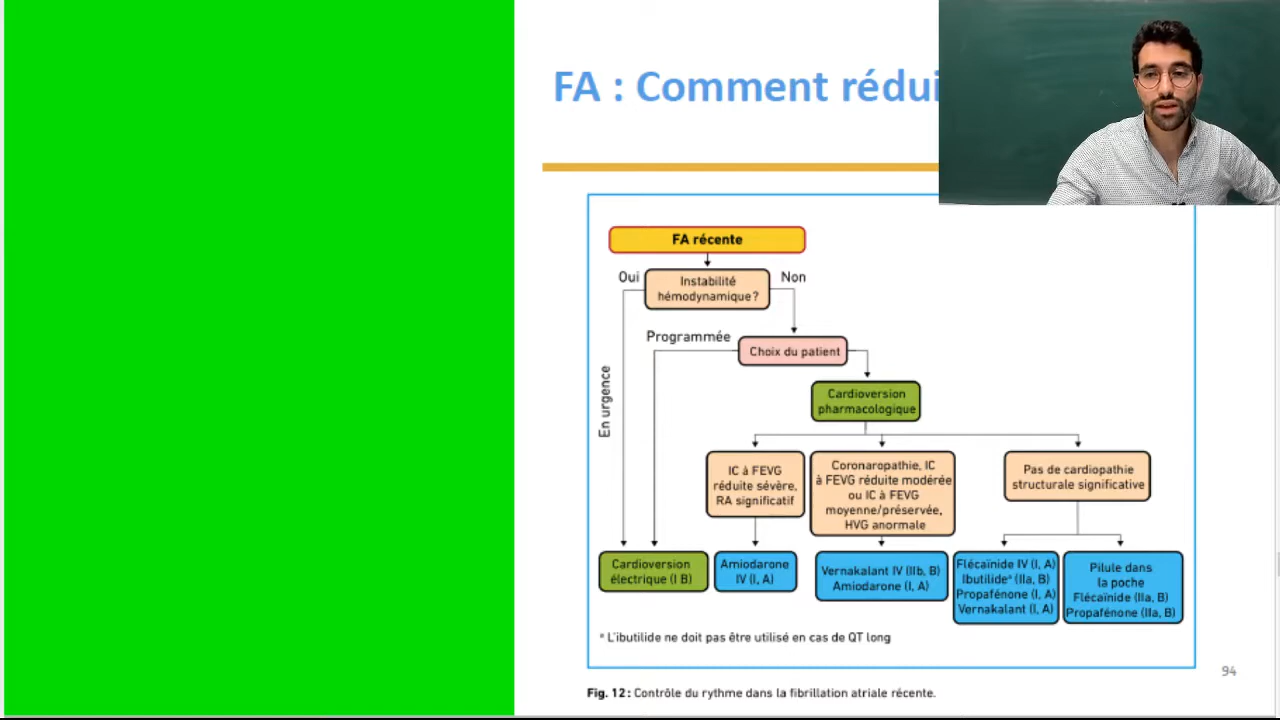 FA : Comment rédui
FA récente
Oui
Non
Instabilité
hémodynamique ?
Programmée
Choix du patient
En urgence
Cardioversion
pharmacologique
IC à FEVG
réduite sévère,
RA significatif
Coronaropathie, IC
à FEVG réduite modérée
ou IC à FEVG
moyenne/préservée,
HVG anormale
Pas de cardiopathie
structurale significative
Cardioversion
électrique (I B)
Amiodarone
IV (I, A)
Vernakalant IV (IIb, B)
Amiodarone (I, A)
Flécaïnide IV (I, A)
Ibutilideᵃ (IIa, B)
Propafénone (I, A)
Vernakalant (I, A)
Pilule dans
la poche
Flécaïnide (IIa, B)
Propafénone (IIa, B)
ᵃ L'ibutilide ne doit pas être utilisé en cas de QT long
94
Fig. 12 : Contrôle du rythme dans la fibrillation atriale récente.